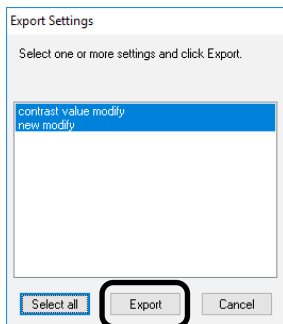 Export Settings
Select one or more settings and click Export.
contrast value modify
new modify
Select all
Export
Cancel